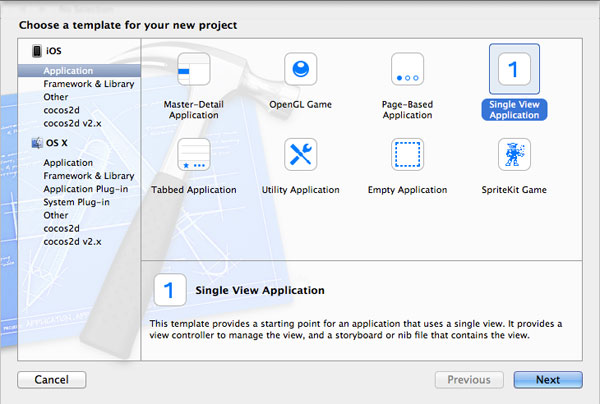 No Selection
Choose a template for your new project
iOS
Application
Framework & Library
Other
cocos2d
cocos2d v2.x
OS X
Application
Framework & Library
Application Plug-in
System Plug-in
Other
cocos2d
cocos2d v2.x
Master-Detail
Application
OpenGL Game
Page-Based
Application
1
Single View
Application
Tabbed Application
Utility Application
Empty Application
SpriteKit Game
PROJECT APPLICATION
1
Single View Application
This template provides a starting point for an application that uses a single view. It provides a
view controller to manage the view, and a storyboard or nib file that contains the view.
Cancel
Previous
Next